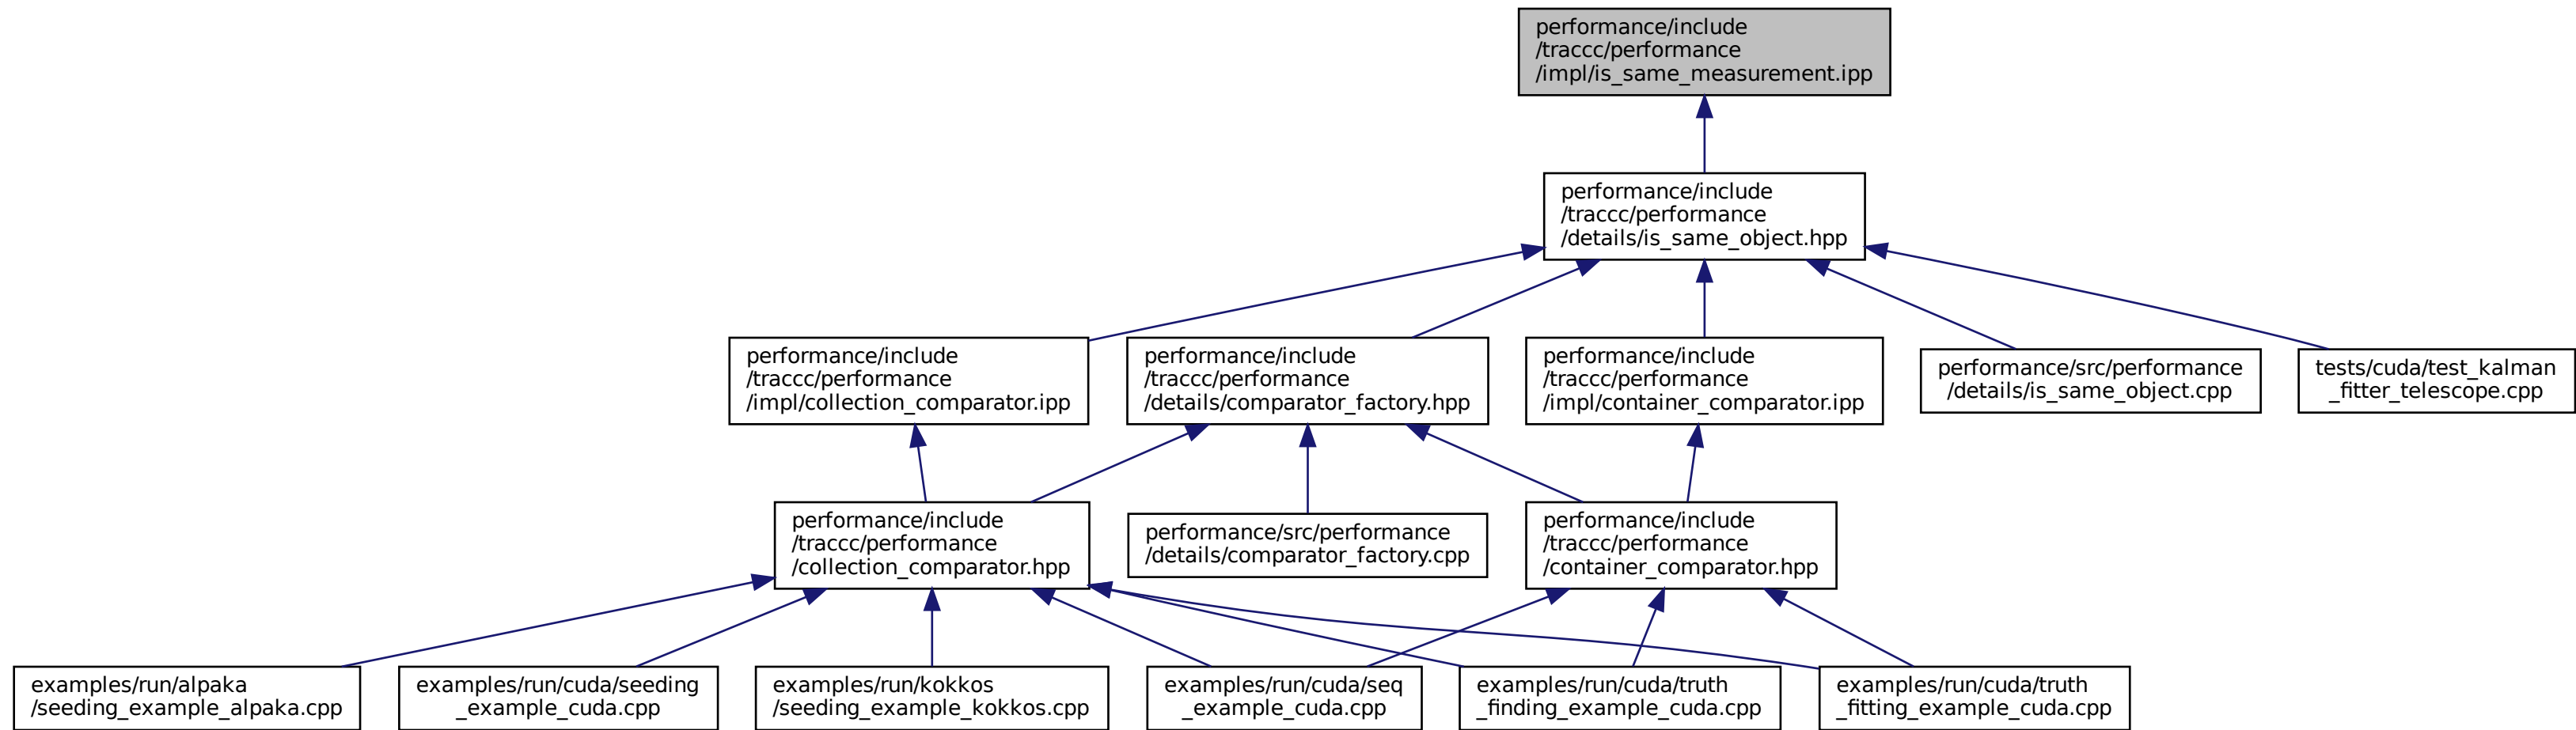 performance/include
/traccc/performance
/impl/is_same_measurement.ipp
performance/include
/traccc/performance
/details/is_same_object.hpp
performance/include
/traccc/performance
/impl/collection_comparator.ipp
performance/include
/traccc/performance
/details/comparator_factory.hpp
performance/include
/traccc/performance
/impl/container_comparator.ipp
performance/src/performance
/details/is_same_object.cpp
tests/cuda/test_kalman
_fitter_telescope.cpp
performance/include
/traccc/performance
/collection_comparator.hpp
performance/src/performance
/details/comparator_factory.cpp
performance/include
/traccc/performance
/container_comparator.hpp
examples/run/alpaka
/seeding_example_alpaka.cpp
examples/run/cuda/seeding
_example_cuda.cpp
examples/run/kokkos
/seeding_example_kokkos.cpp
examples/run/cuda/seq
_example_cuda.cpp
examples/run/cuda/truth
_finding_example_cuda.cpp
examples/run/cuda/truth
_fitting_example_cuda.cpp